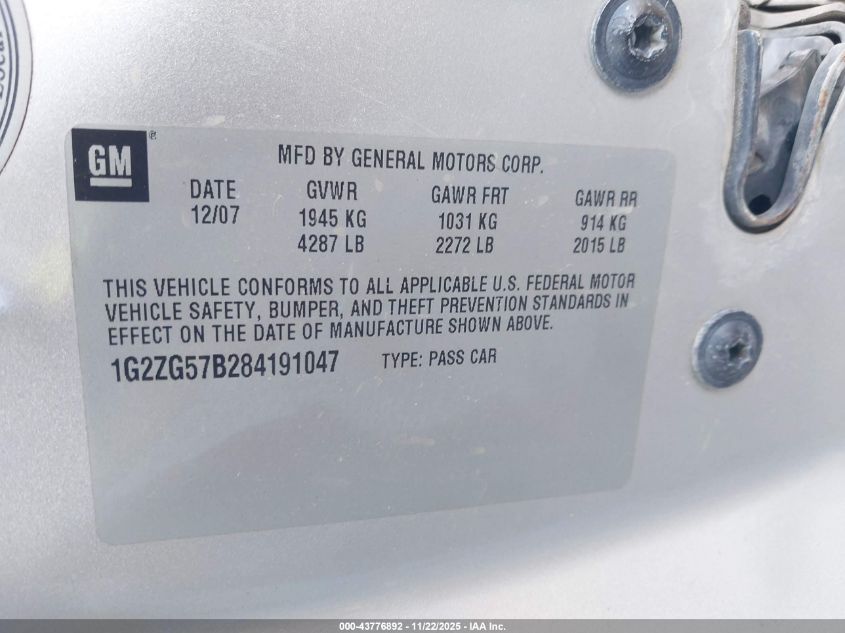 GM®
MFD BY GENERAL MOTORS CORP.
DATE GVWR GAWR FRT GAWR RR
12/07 1945 KG 1031 KG 914 KG
4287 LB 2272 LB 2015 LB
THIS VEHICLE CONFORMS TO ALL APPLICABLE U.S. FEDERAL MOTOR
VEHICLE SAFETY, BUMPER, AND THEFT PREVENTION STANDARDS IN
EFFECT ON THE DATE OF MANUFACTURE SHOWN ABOVE.
1G2ZG57B284191047 TYPE: PASS CAR
000-43776892 - 11/22/2025 - IAA Inc.